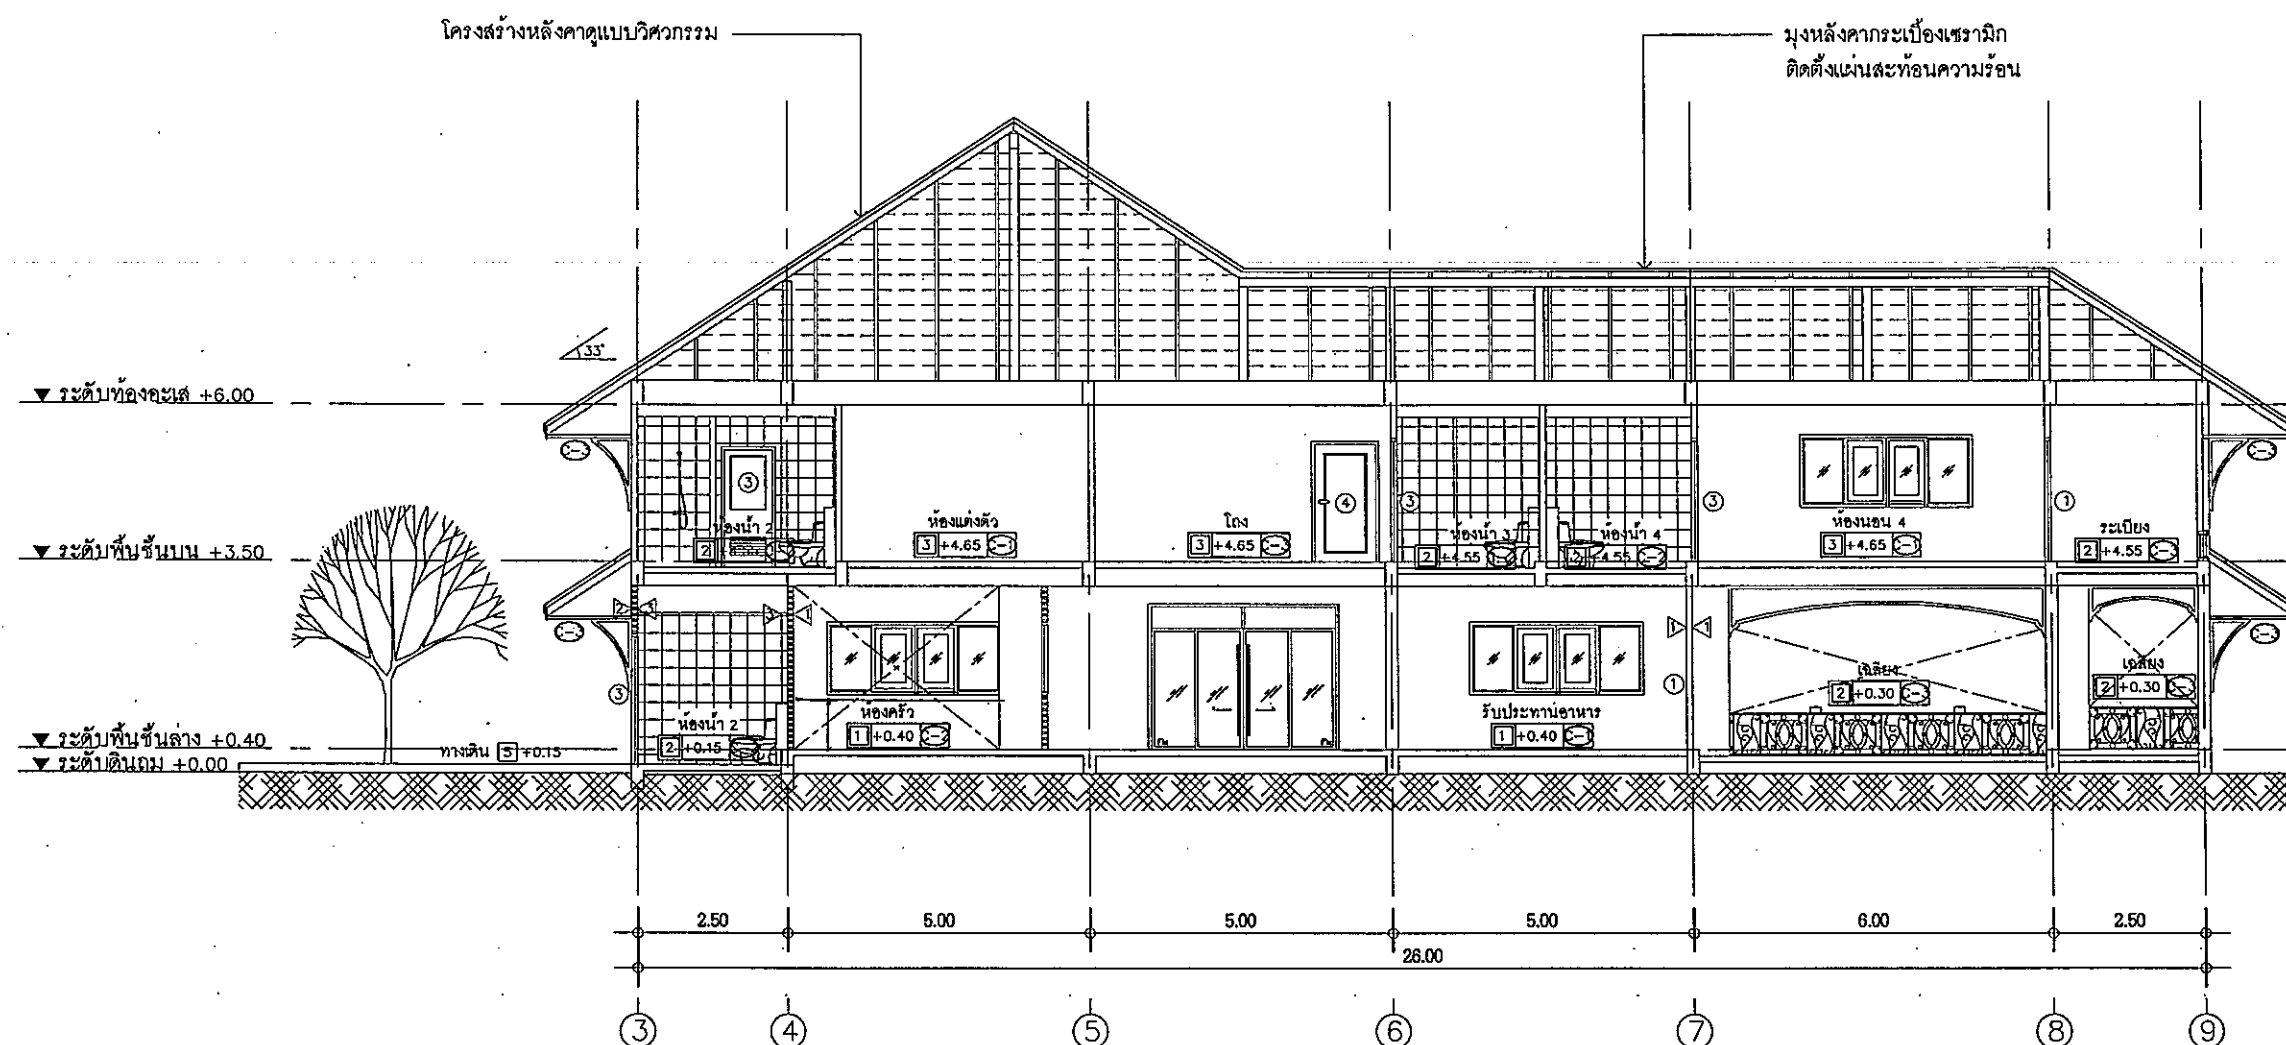 โครงสร้างหลังคาดูแบบวิศวกรรม
มุงหลังคากระเบื้องเซรามิก
ติดตั้งแผ่นสะท้อนความร้อน
33°
ระดับท้องอะเส +6.00
3
4
3
3
1
ห้องน้ำ 2
2
ห้องแต่งตัว
3 +4.65
โถง
3 +4.65
ห้องน้ำ 3
2 +4.55
ห้องน้ำ 4
4.55
ห้องนอน 4
3 +4.65
ระเบียง
2 +4.55
ระดับพื้นชั้นบน +3.50
2 3
1
1 1
3
1
ห้องน้ำ 2
2 +0.15
ห้องครัว
1 +0.40
รับประทานอาหาร
1 +0.40
เฉลียง
2 +0.30
เฉลียง
2 +0.30
ระดับพื้นชั้นล่าง +0.40
ทางเดิน 5 +0.15
ระดับดินถม +0.00
2.50 5.00 5.00 5.00 6.00 2.50
26.00
3 4 5 6 7 8 9